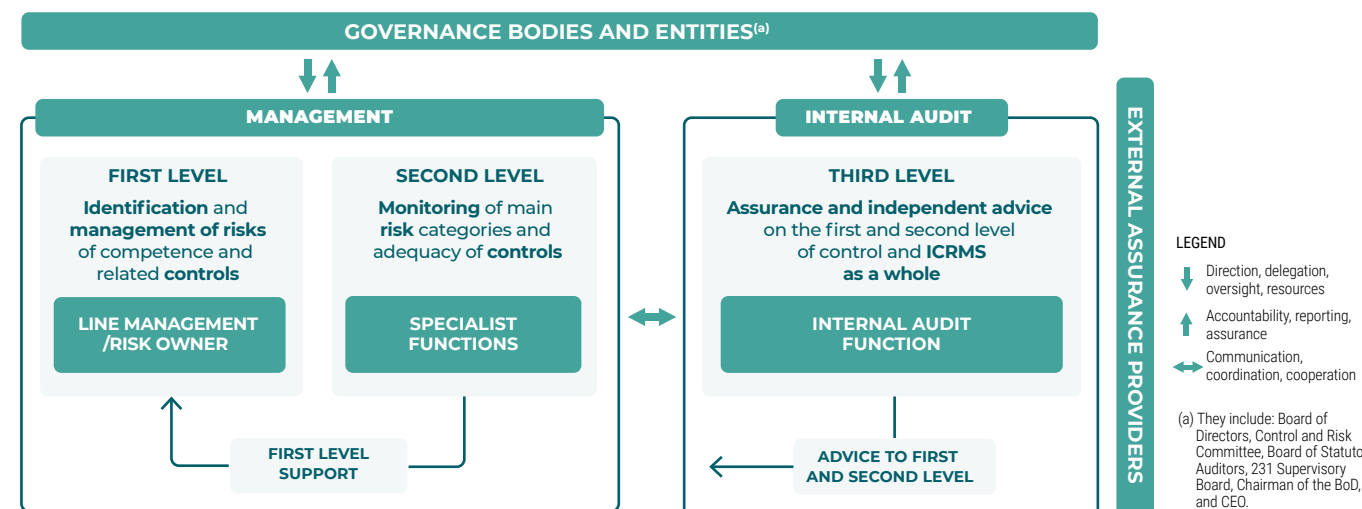 GOVERNANCE BODIES AND ENTITIES(a)
MANAGEMENT
FIRST LEVEL
Identification and
management of risks
of competence and
related controls
LINE MANAGEMENT
/RISK OWNER
SECOND LEVEL
Monitoring of main
risk categories and
adequacy of controls
SPECIALIST
FUNCTIONS
FIRST LEVEL
SUPPORT
INTERNAL AUDIT
THIRD LEVEL
Assurance and independent advice
on the first and second level
of control and ICRMS
as a whole
INTERNAL AUDIT
FUNCTION
ADVICE TO FIRST
AND SECOND LEVEL
EXTERNAL ASSURANCE PROVIDERS
LEGEND
Direction, delegation,
oversight, resources
Accountability, reporting,
assurance
Communication,
coordination, cooperation
(a) They include: Board of
Directors, Control and Risk
Committee, Board of Statuto
Auditors, 231 Supervisory
Board, Chairman of the BoD,
and CEO.